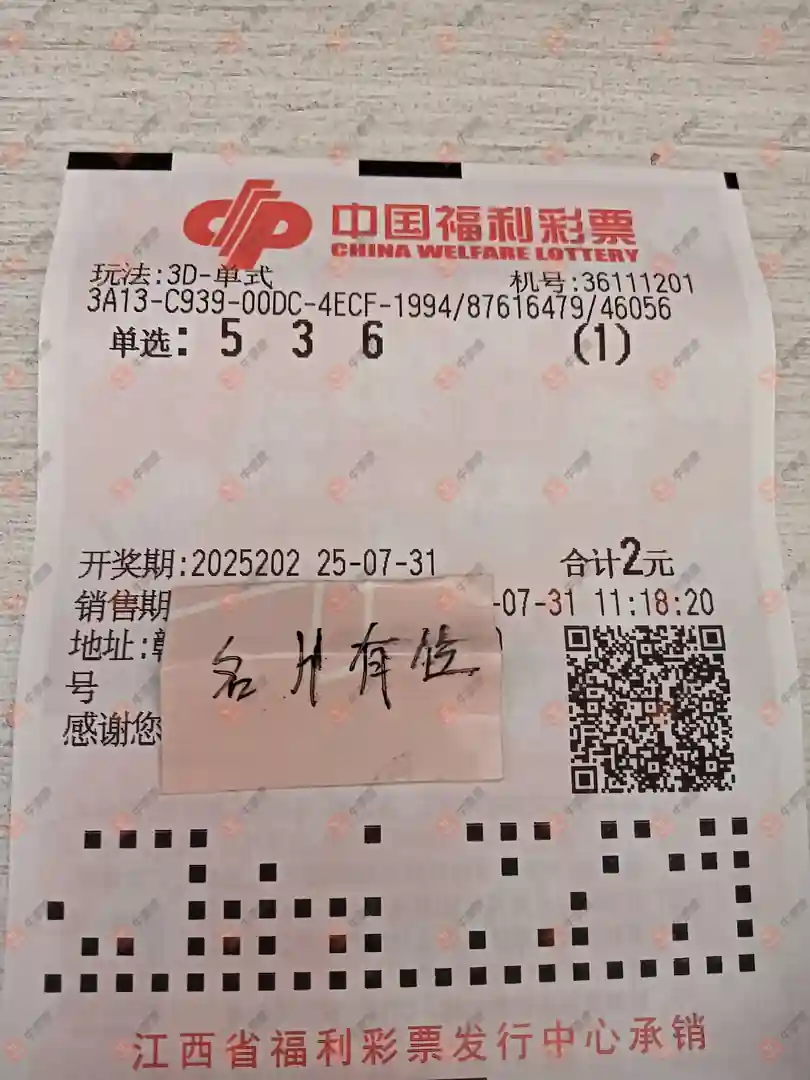 中国福利彩票
CHINA WELFARE LOTTERY
玩法:3D-单式 机号:36111201
3A13-C939-00DC-4ECF-1994/87616479/46056
单选: 5 3 6 (1)
开奖期:2025202 25-07-31 合计2元
销售期 -07-31 11:18:20
地址:赣 )
名 片 有 位
号
感谢您
江西省福利彩票发行中心承销